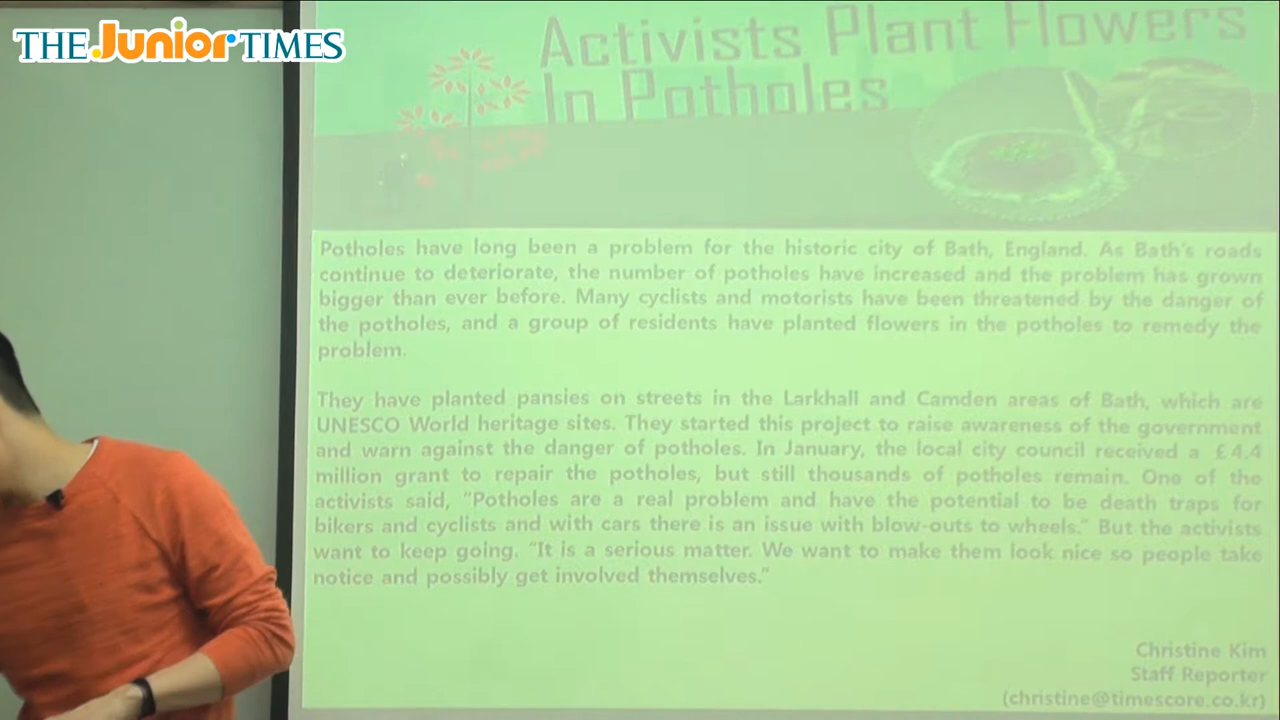 THE Junior TIMES
Activists Plant Flowers
In Potholes
Potholes have long been a problem for the historic city of Bath, England. As Bath's roads
continue to deteriorate, the number of potholes have increased and the problem has grown
bigger than ever before. Many cyclists and motorists have been threatened by the danger of
the potholes, and a group of residents have planted flowers in the potholes to remedy the
problem.
They have planted pansies on streets in the Larkhall and Camden areas of Bath, which are
UNESCO World heritage sites. They started this project to raise awareness of the government
and warn against the danger of potholes. In January, the local city council received a £4.4
million grant to repair the potholes, but still thousands of potholes remain. One of the
activists said, "Potholes are a real problem and have the potential to be death traps for
bikers and cyclists and with cars there is an issue with blow-outs to wheels." But the activists
want to keep going. "It is a serious matter. We want to make them look nice so people take
notice and possibly get involved themselves."
Christine Kim
Staff Reporter
(christine@timescore.co.kr)